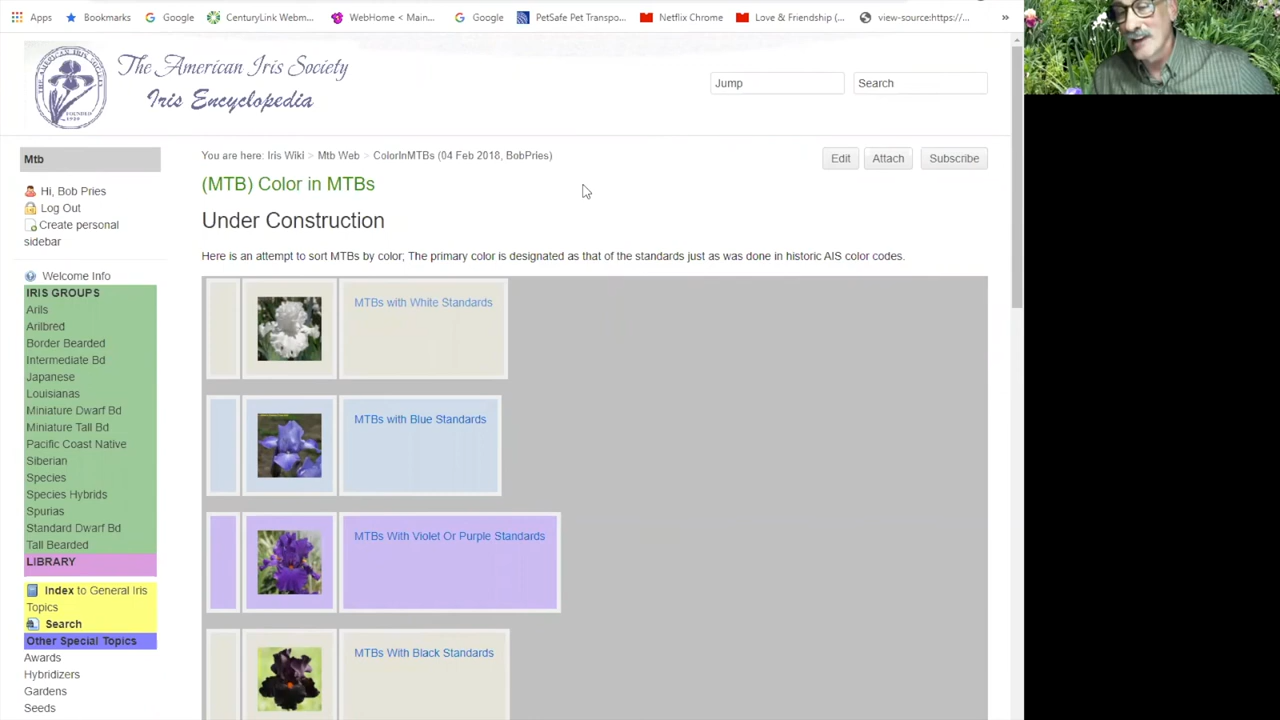 Apps
Bookmarks
Google
CenturyLink Webm...
WebHome < Main...
Google
PetSafe Pet Transpo...
Netflix Chrome
Love & Friendship (...
view-source:https://...
»
The American Iris Society
Iris Encyclopedia
Jump
Search
Mtb
Hi, Bob Pries
Log Out
Create personal
sidebar
Welcome Info
IRIS GROUPS
Arils
Arilbred
Border Bearded
Intermediate Bd
Japanese
Louisianas
Miniature Dwarf Bd
Miniature Tall Bd
Pacific Coast Native
Siberian
Species
Species Hybrids
Spurias
Standard Dwarf Bd
Tall Bearded
LIBRARY
Index to General Iris
Topics
Search
Other Special Topics
Awards
Hybridizers
Gardens
Seeds
You are here: Iris Wiki > Mtb Web > ColorInMTBs (04 Feb 2018, BobPries)
Edit
Attach
Subscribe
(MTB) Color in MTBs
Under Construction
Here is an attempt to sort MTBs by color; The primary color is designated as that of the standards just as was done in historic AIS color codes.
MTBs with White Standards
MTBs with Blue Standards
MTBs With Violet Or Purple Standards
MTBs With Black Standards